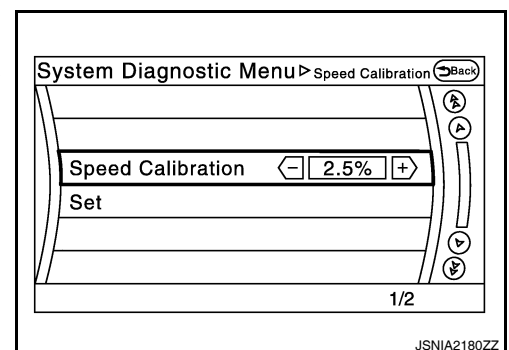 System Diagnostic Menu▷Speed Calibration Back
Speed Calibration - 2.5% +
Set
1/2
JSNIA2180ZZ